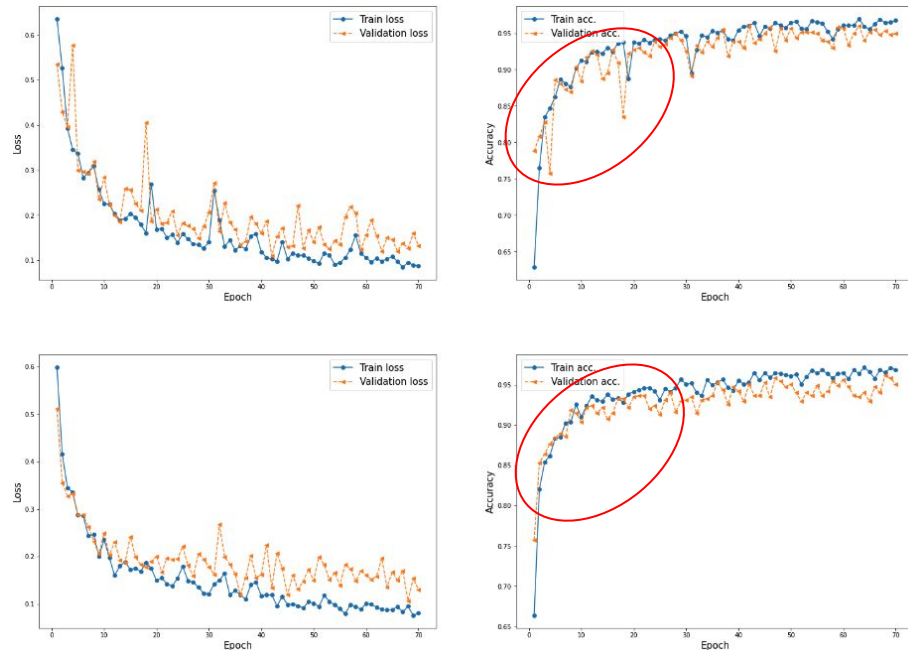 Train loss
Validation loss
0.6
0.5
0.4
0.3
0.2
0.1
Loss
0 10 20 30 40 50 60 70
Epoch
Train acc.
Validation acc.
0.95
0.90
0.85
0.80
0.75
0.70
0.65
Accuracy
0 10 20 30 40 50 60 70
Epoch
Train loss
Validation loss
0.6
0.5
0.4
0.3
0.2
0.1
Loss
0 10 20 30 40 50 60 70
Epoch
Train acc.
Validation acc.
0.95
0.90
0.85
0.80
0.75
0.70
0.65
Accuracy
0 10 20 30 40 50 60 70
Epoch